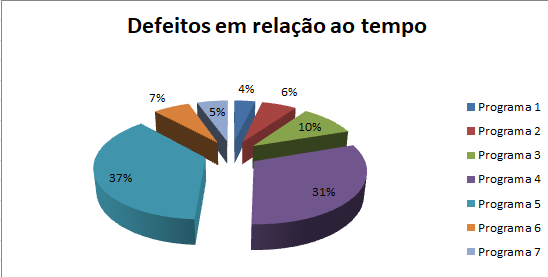 Defeitos em relação ao tempo
4%
6%
10%
31%
37%
7%
5%
Programa 1
Programa 2
Programa 3
Programa 4
Programa 5
Programa 6
Programa 7